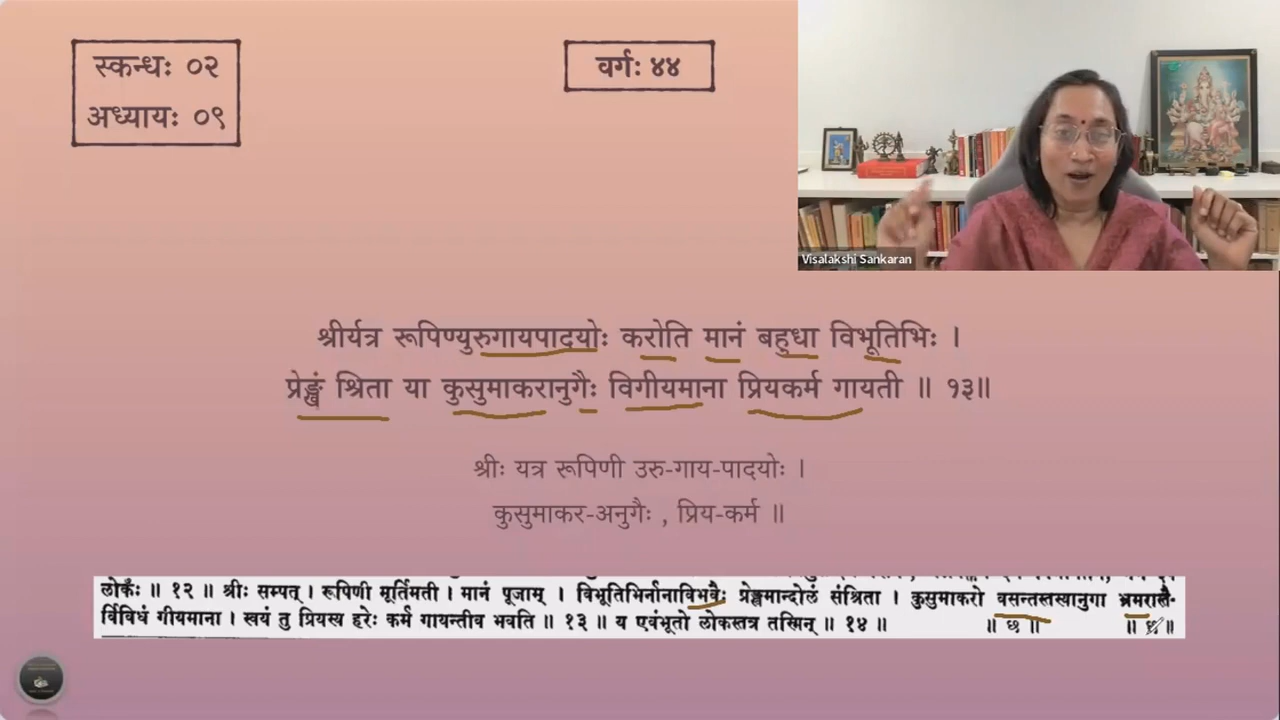 स्कन्धः ०२
अध्यायः ०९
वर्गः ४४
Visalakshi Sankaran
श्रीर्यत्र रूपिण्युरुगायपादयोः करोति मानं बहुधा विभूतिभिः ।
प्रेङ्खं श्रिता या कुसुमाकरानुगैः विगीयमाना प्रियकर्म गायती ॥ १३॥
श्रीः यत्र रूपिणी उरु-गाय-पादयोः ।
कुसुमाकर-अनुगैः , प्रिय-कर्म ॥
लोकैः ॥ १२ ॥ श्रीः सम्पत् । रूपिणी मूर्तिमती । मानं पूजाम् । विभूतिभिर्नानाविभवैः प्रेङ्खमान्दोलं संश्रिता । कुसुमाकरो वसन्तस्तस्यानुगा भ्रमरास्तै-
र्विविधं गीयमाना । स्वयं तु प्रियस्य हरेः कर्म गायन्तीव भवति ॥ १३ ॥ य एवंभूतो लोकस्तत्र तस्मिन् ॥ १४ ॥ ॥ छ ॥